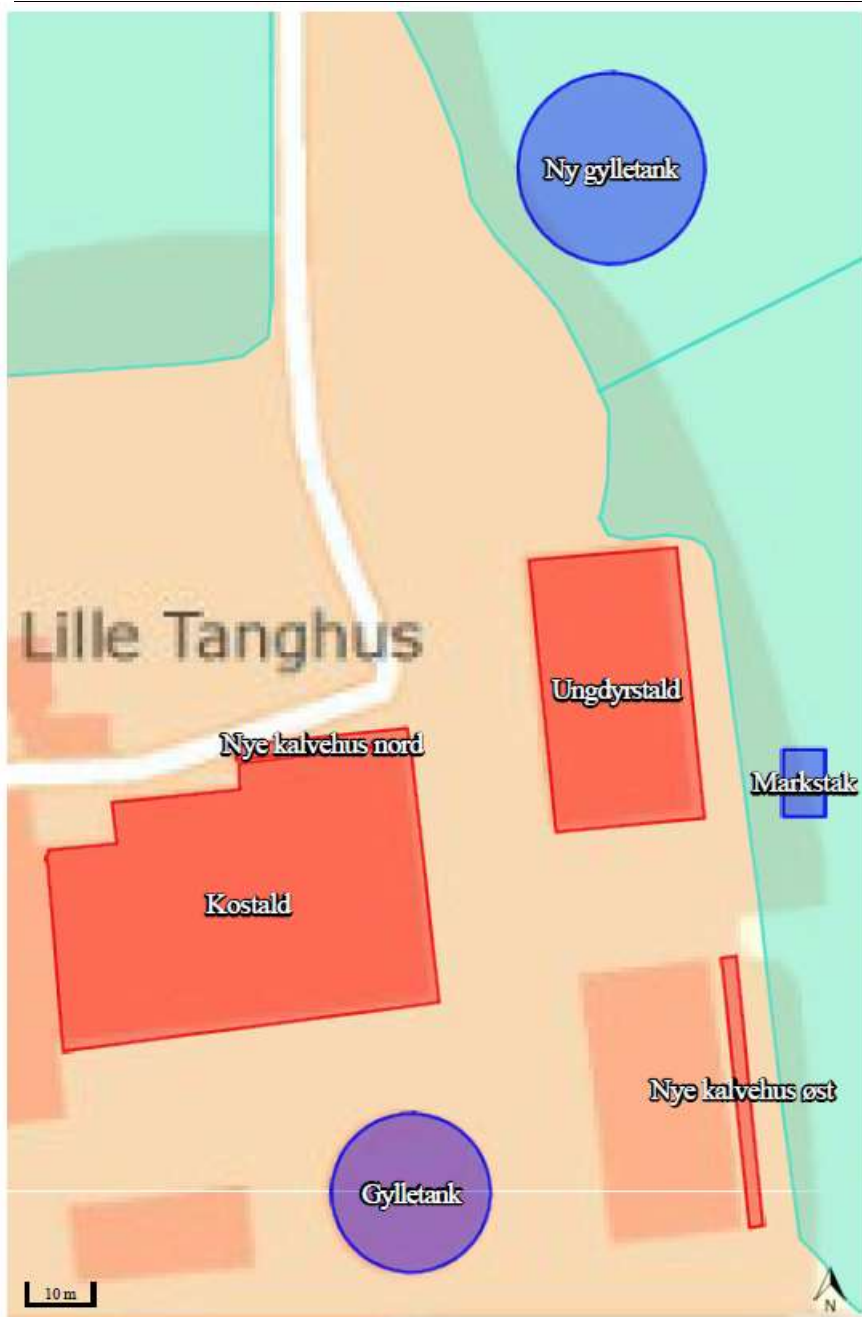 Ny gylletank
Lille Tanghus
Ungdyrstald
Nye kalvehus nord
Markstak
Kostald
Nye kalvehus øst
Gylletank
10 m
N